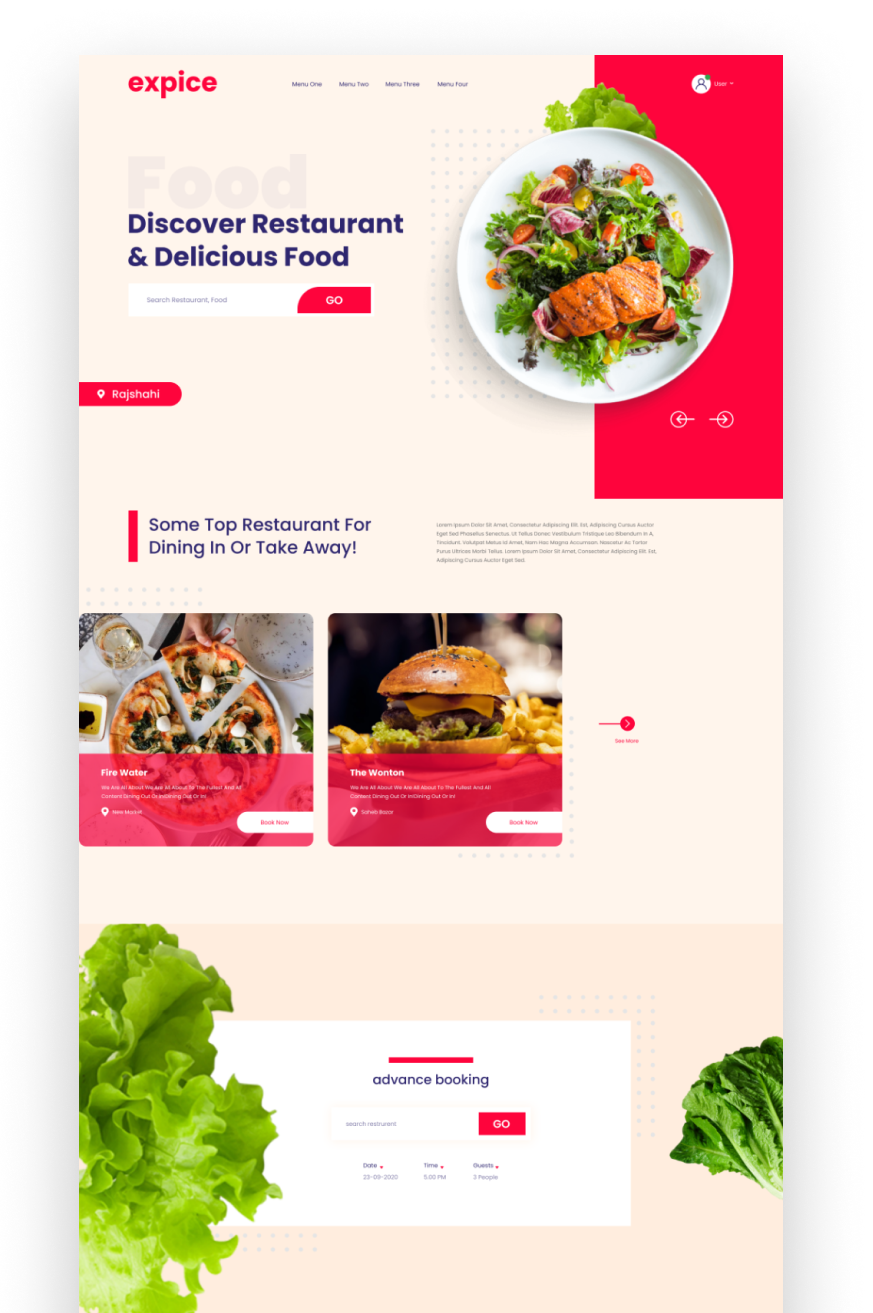 expice
Menu One
Menu Two
Menu Three
Menu Four
User
Food
Discover Restaurant
& Delicious Food
Search Restaurant, Food
GO
Rajshahi
Some Top Restaurant For
Dining In Or Take Away!
Lorem Ipsum Dolor Sit Amet, Consectetur Adipiscing Elit. Est, Adipiscing Cursus Auctor
Eget Sed Phasellus Senectus. Ut Tellus Donec Vestibulum Tristique Leo Bibendum In A,
Tincidunt. Volutpat Metus Id Amet, Nam Hac Magna Accumsan. Nascetur Ac Tortor
Purus Ultrices Morbi Tellus. Lorem Ipsum Dolor Sit Amet, Consectetur Adipiscing Elit. Est,
Adipiscing Cursus Auctor Eget Sed.
Fire Water
We Are All About We Are All About To The Fullest And All
Content Dining Out Or In!Dining Out Or In!
New Market
Book Now
The Wonton
We Are All About We Are All About To The Fullest And All
Content Dining Out Or In!Dining Out Or In!
Saheb Bazar
Book Now
See More
advance booking
search restrurent
GO
Date
Time
Guests
23-09-2020
5.00 PM
3 People